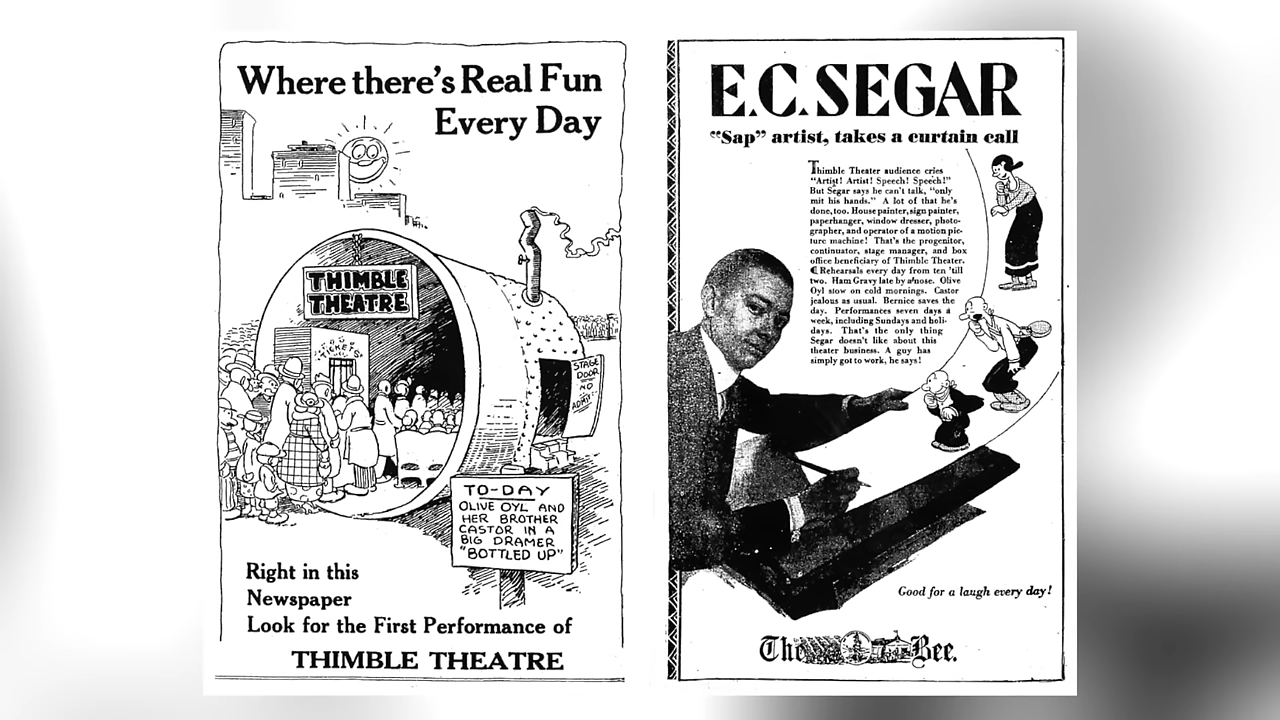 Where there's Real Fun
Every Day
THIMBLE
THEATRE
TICKETS
STAGE
DOOR
NO
ADMI
TO-DAY
OLIVE OYL AND
HER BROTHER
CASTOR IN A
BIG DRAMER
"BOTTLED UP"
Right in this
Newspaper
Look for the First Performance of
THIMBLE THEATRE
E.C. SEGAR
"Sap" artist, takes a curtain call
Thimble Theater audience cries
"Artist! Artist! Speech! Speech!"
But Segar says he can't talk, "only
mit his hands." A lot of that he's
done, too. House painter, sign painter,
paperhanger, window dresser, photo-
grapher, and operator of a motion pic-
ture machine! That's the progenitor,
continuator, stage manager, and box
office beneficiary of Thimble Theater.
¶ Rehearsals every day from ten 'till
two. Ham Gravy late by a nose. Olive
Oyl slow on cold mornings. Castor
jealous as usual. Bernice saves the
day. Performances seven days a
week, including Sundays and holi-
days. That's the only thing
Segar doesn't like about this
theater business. A guy has
simply got to work, he says!
Good for a laugh every day!
The Bee.